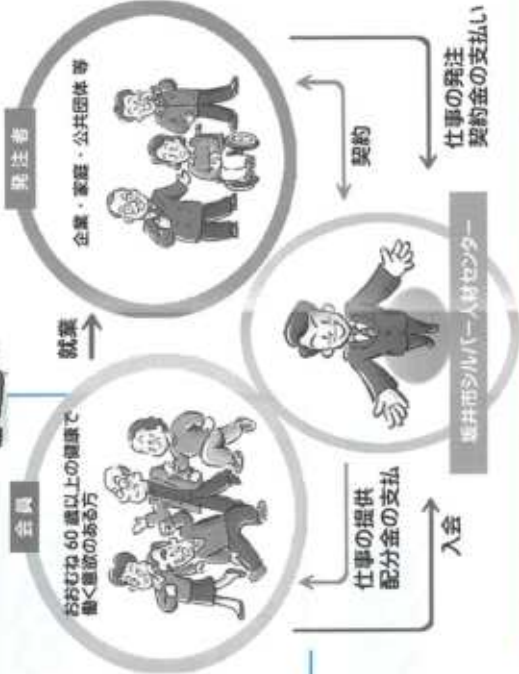 会員
おおむね60歳以上の健康で
働く意欲のある方
就業
発注者
企業・家庭・公共団体 等
仕事の提供
配分金の支払
入会
契約
仕事の発注
契約金の支払い
坂井市シルバー人材センター